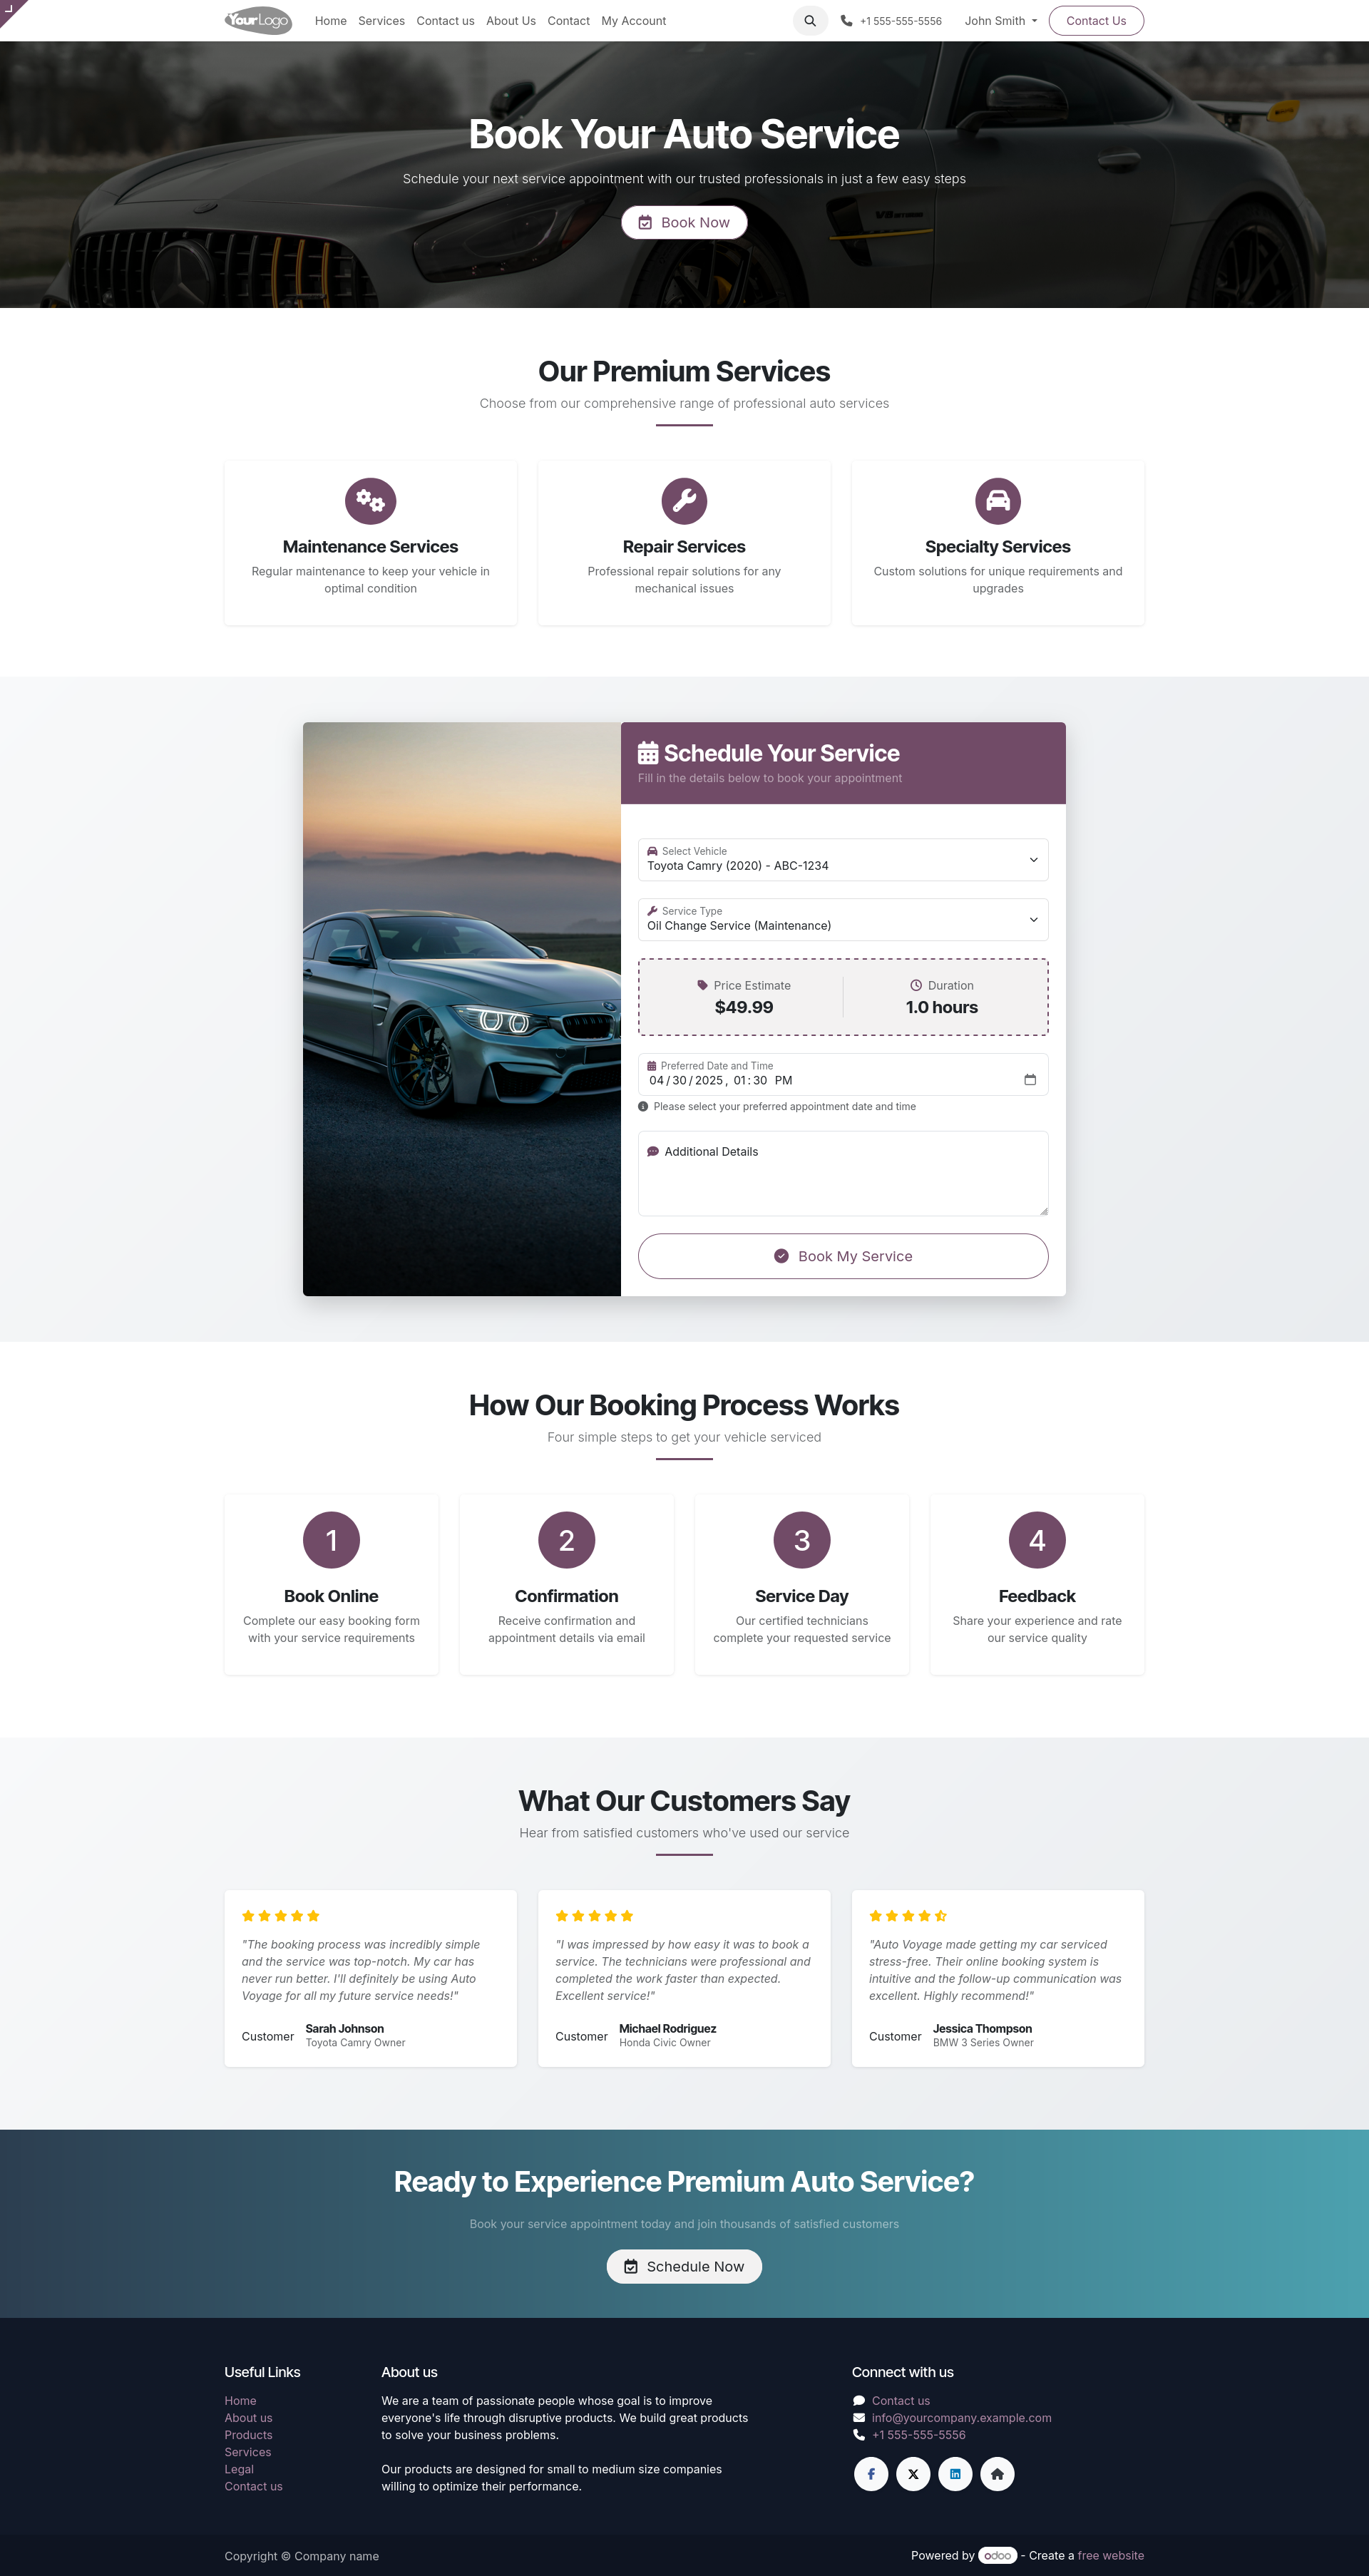 YourLogo
Home Services Contact us About Us Contact My Account
+1 555-555-5556
John Smith
Contact Us
Book Your Auto Service
Schedule your next service appointment with our trusted professionals in just a few easy steps
Book Now
Our Premium Services
Choose from our comprehensive range of professional auto services
Maintenance Services
Regular maintenance to keep your vehicle in
optimal condition
Repair Services
Professional repair solutions for any
mechanical issues
Specialty Services
Custom solutions for unique requirements and
upgrades
Schedule Your Service
Fill in the details below to book your appointment
Select Vehicle
Toyota Camry (2020) - ABC-1234
Service Type
Oil Change Service (Maintenance)
Price Estimate
$49.99
Duration
1.0 hours
Preferred Date and Time
04/30/2025, 01:30 PM
Please select your preferred appointment date and time
Additional Details
Book My Service
How Our Booking Process Works
Four simple steps to get your vehicle serviced
1
Book Online
Complete our easy booking form
with your service requirements
2
Confirmation
Receive confirmation and
appointment details via email
3
Service Day
Our certified technicians
complete your requested service
4
Feedback
Share your experience and rate
our service quality
What Our Customers Say
Hear from satisfied customers who've used our service
"The booking process was incredibly simple
and the service was top-notch. My car has
never run better. I'll definitely be using Auto
Voyage for all my future service needs!"
Customer
Sarah Johnson
Toyota Camry Owner
"I was impressed by how easy it was to book a
service. The technicians were professional and
completed the work faster than expected.
Excellent service!"
Customer
Michael Rodriguez
Honda Civic Owner
"Auto Voyage made getting my car serviced
stress-free. Their online booking system is
intuitive and the follow-up communication was
excellent. Highly recommend!"
Customer
Jessica Thompson
BMW 3 Series Owner
Ready to Experience Premium Auto Service?
Book your service appointment today and join thousands of satisfied customers
Schedule Now
Useful Links
Home
About us
Products
Services
Legal
Contact us
About us
We are a team of passionate people whose goal is to improve
everyone's life through disruptive products. We build great products
to solve your business problems.
Our products are designed for small to medium size companies
willing to optimize their performance.
Connect with us
Contact us
info@yourcompany.example.com
+1 555-555-5556
Copyright © Company name
Powered by odoo - Create a free website